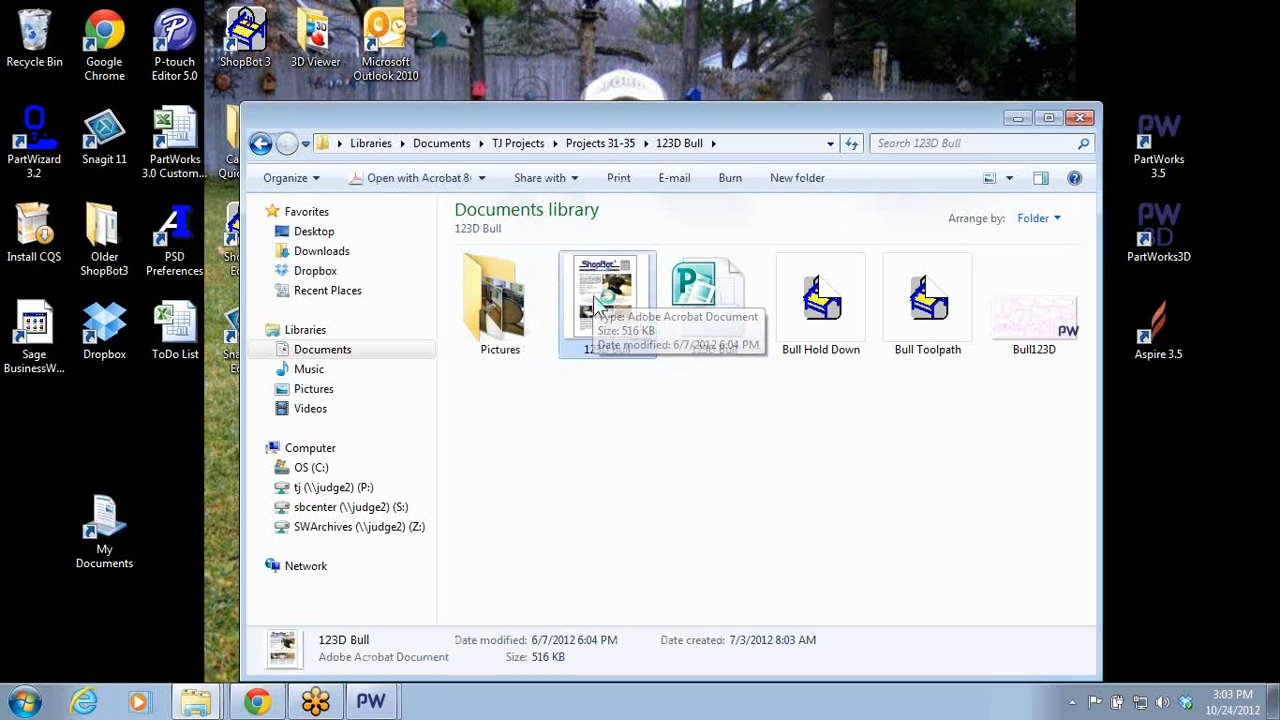 Recycle Bin
Google Chrome
P-touch Editor 5.0
ShopBot 3
3D Viewer
Microsoft Outlook 2010
PartWizard 3.2
Snagit 11
PartWorks 3.0 Custom...
Install CQS
Older ShopBot3
PSD Preferences
Sage BusinessW...
Dropbox
ToDo List
My Documents
PW
PartWorks 3.5
PW 3D
PartWorks3D
Aspire 3.5
Libraries Documents TJ Projects Projects 31-35 123D Bull
Search 123D Bull
Organize Open with Acrobat 8 Share with Print E-mail Burn New folder
Favorites
Desktop
Downloads
Dropbox
Recent Places
Libraries
Documents
Music
Pictures
Videos
Computer
OS (C:)
tj (\\judge2) (P:)
sbcenter (\\judge2) (S:)
SWArchives (\\judge2) (Z:)
Network
Documents library
123D Bull
Arrange by: Folder
ShopBot
Pictures
Bull Hold Down
Bull Toolpath
PW
Bull123D
Type: Adobe Acrobat Document
Size: 516 KB
Date modified: 6/7/2012 6:04 PM
123D Bull Date modified: 6/7/2012 6:04 PM Date created: 7/3/2012 8:03 AM
Adobe Acrobat Document Size: 516 KB
PW
3:03 PM
10/24/2012